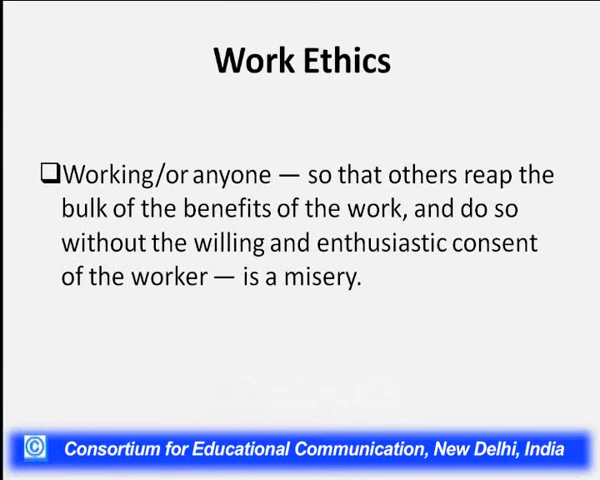 Work Ethics
❑Working/or anyone — so that others reap the
bulk of the benefits of the work, and do so
without the willing and enthusiastic consent
of the worker — is a misery.
© Consortium for Educational Communication, New Delhi, India